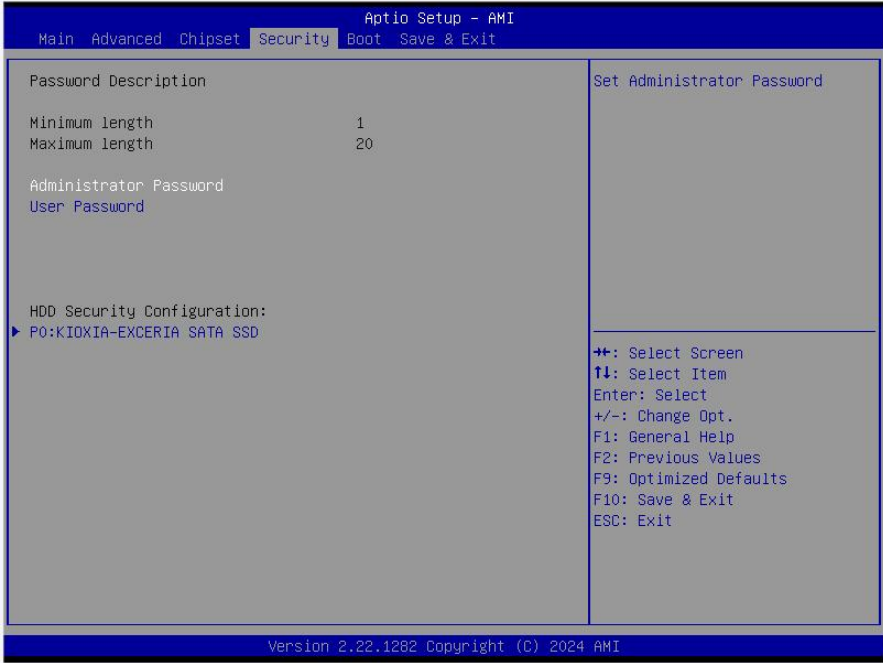 Aptio Setup – AMI
Main Advanced Chipset Security Boot Save & Exit
Password Description
Minimum length 1
Maximum length 20
Administrator Password
User Password
HDD Security Configuration:
P0:KIOXIA-EXCERIA SATA SSD
Set Administrator Password
→←: Select Screen
↑↓: Select Item
Enter: Select
+/-: Change Opt.
F1: General Help
F2: Previous Values
F9: Optimized Defaults
F10: Save & Exit
ESC: Exit
Version 2.22.1282 Copyright (C) 2024 AMI